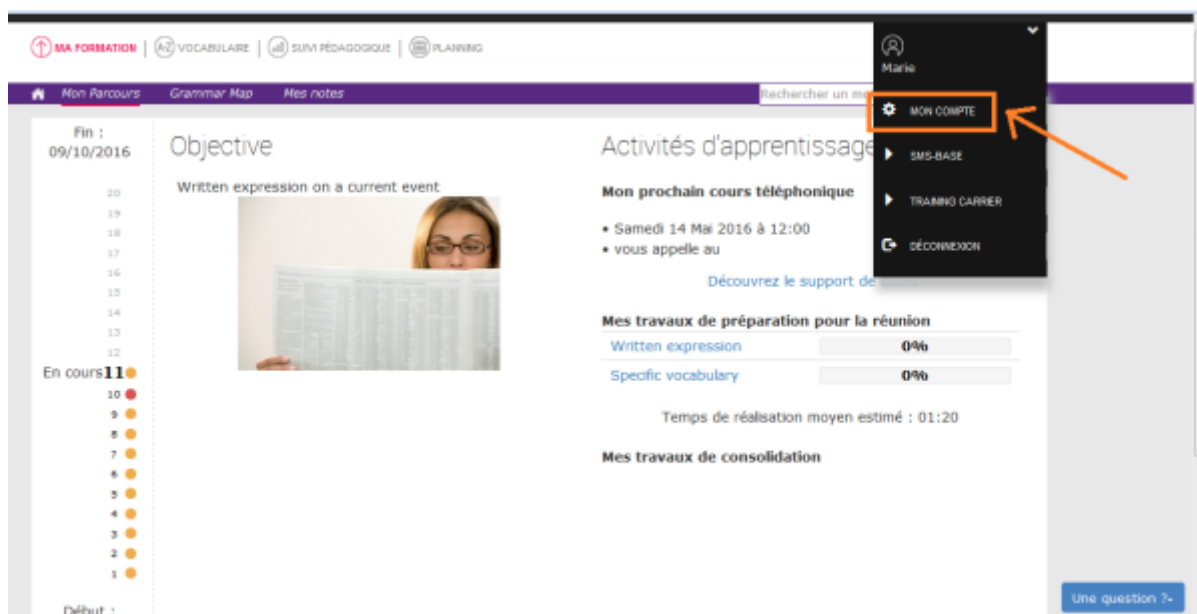 MA FORMATION | A-Z VOCABULAIRE | SUIVI PÉDAGOGIQUE | PLANNING
Marie
Mon Parcours Grammar Map Mes notes Rechercher un
MON COMPTE
SMS-BASE
TRAINING CARRIER
DÉCONNEXION
Fin :
09/10/2016
20
19
18
17
16
15
14
13
12
En cours 11
10
9
8
7
6
5
4
3
2
1
Début :
Objective
Written expression on a current event
Activités d'apprentissage
Mon prochain cours téléphonique
• Samedi 14 Mai 2016 à 12:00
• vous appelle au
Découvrez le support de
Mes travaux de préparation pour la réunion
Written expression 0%
Specific vocabulary 0%
Temps de réalisation moyen estimé : 01:20
Mes travaux de consolidation
Une question ?